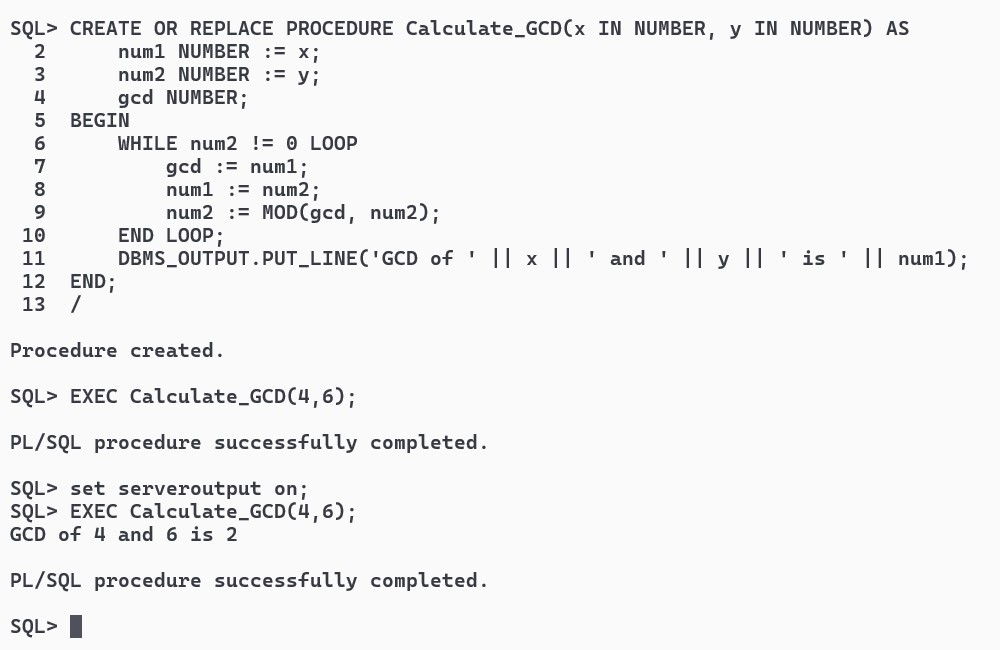 SQL> CREATE OR REPLACE PROCEDURE Calculate_GCD(x IN NUMBER, y IN NUMBER) AS
  2      num1 NUMBER := x;
  3      num2 NUMBER := y;
  4      gcd NUMBER;
  5  BEGIN
  6      WHILE num2 != 0 LOOP
  7          gcd := num1;
  8          num1 := num2;
  9          num2 := MOD(gcd, num2);
 10      END LOOP;
 11      DBMS_OUTPUT.PUT_LINE('GCD of ' || x || ' and ' || y || ' is ' || num1);
 12  END;
 13  /
Procedure created.
SQL> EXEC Calculate_GCD(4,6);
PL/SQL procedure successfully completed.
SQL> set serveroutput on;
SQL> EXEC Calculate_GCD(4,6);
GCD of 4 and 6 is 2
PL/SQL procedure successfully completed.
SQL>